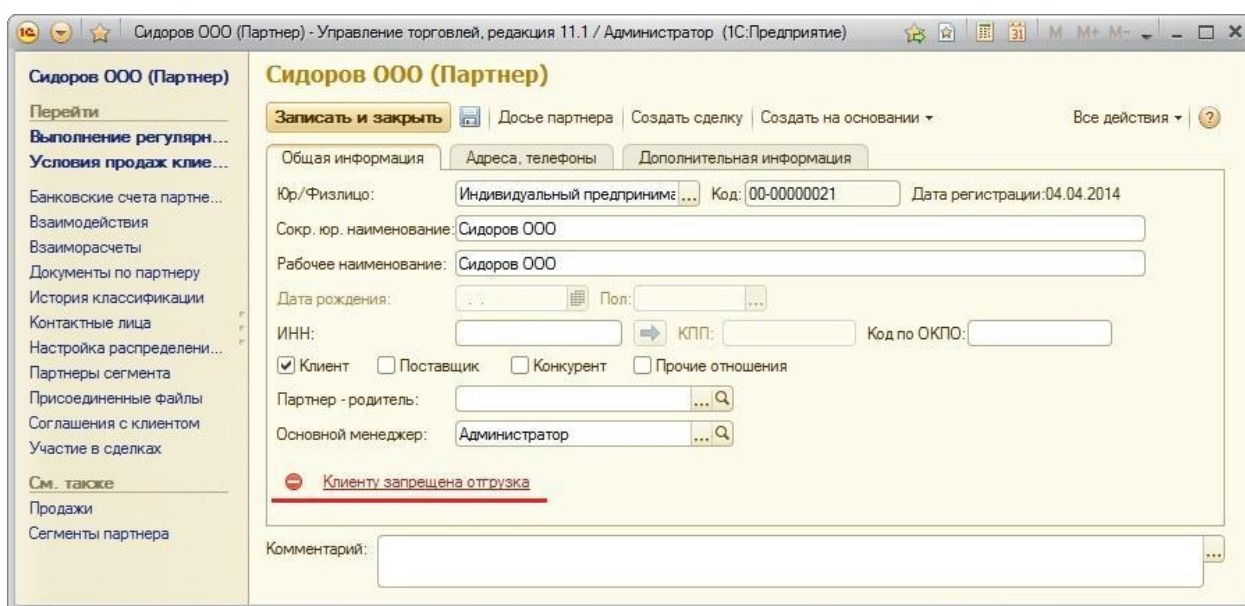 Сидоров ООО (Партнер) - Управление торговлей, редакция 11.1 / Администратор (1С:Предприятие) 31 M M+ M-
Сидоров ООО (Партнер)
Перейти
Выполнение регулярн...
Условия продаж клие...
Банковские счета партне...
Взаимодействия
Взаиморасчеты
Документы по партнеру
История классификации
Контактные лица
Настройка распределени...
Партнеры сегмента
Присоединенные файлы
Соглашения с клиентом
Участие в сделках
См. также
Продажи
Сегменты партнера
Сидоров ООО (Партнер)
Записать и закрыть Досье партнера Создать сделку Создать на основании Все действия ?
Общая информация Адреса, телефоны Дополнительная информация
Юр/Физлицо: Индивидуальный предпринима ... Код: 00-00000021 Дата регистрации:04.04.2014
Сокр. юр. наименование: Сидоров ООО
Рабочее наименование: Сидоров ООО
Дата рождения: . . Пол: ...
ИНН: КПП: Код по ОКПО:
Клиент Поставщик Конкурент Прочие отношения
Партнер - родитель: ...
Основной менеджер: Администратор ...
Клиенту запрещена отгрузка
Комментарий: ...